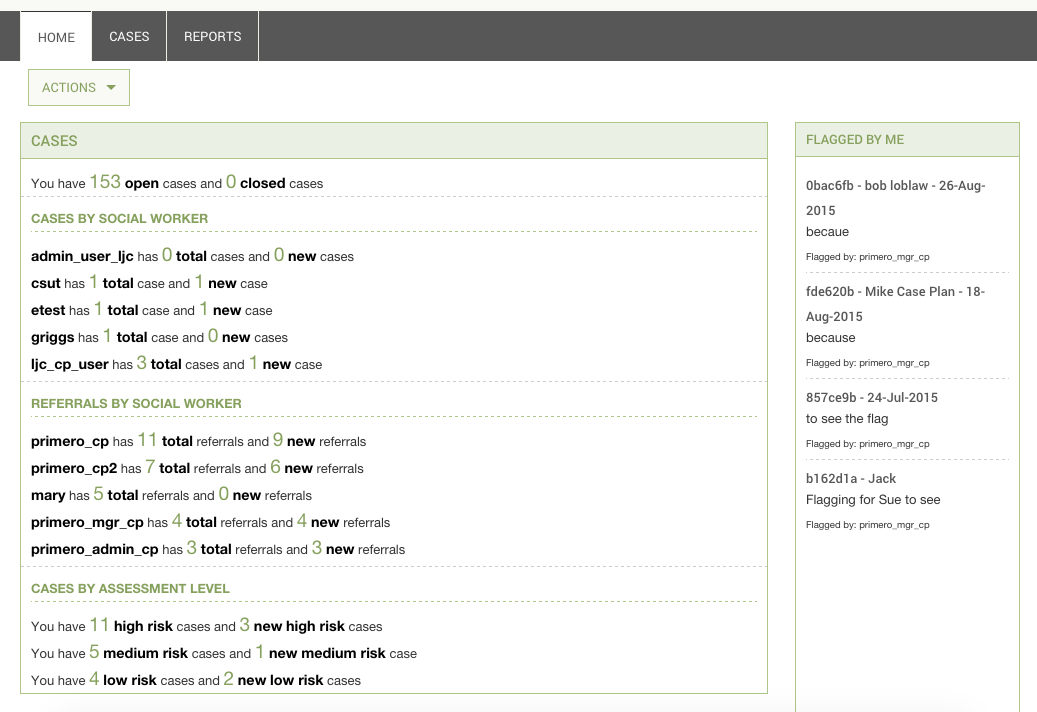 HOME CASES REPORTS
ACTIONS
CASES
You have 153 open cases and 0 closed cases
CASES BY SOCIAL WORKER
admin_user_ljc has 0 total cases and 0 new cases
csut has 1 total case and 1 new case
etest has 1 total case and 1 new case
griggs has 1 total case and 0 new cases
ljc_cp_user has 3 total cases and 1 new case
REFERRALS BY SOCIAL WORKER
primero_cp has 11 total referrals and 9 new referrals
primero_cp2 has 7 total referrals and 6 new referrals
mary has 5 total referrals and 0 new referrals
primero_mgr_cp has 4 total referrals and 4 new referrals
primero_admin_cp has 3 total referrals and 3 new referrals
CASES BY ASSESSMENT LEVEL
You have 11 high risk cases and 3 new high risk cases
You have 5 medium risk cases and 1 new medium risk case
You have 4 low risk cases and 2 new low risk cases
FLAGGED BY ME
0bac6fb - bob loblaw - 26-Aug-
2015
becaue
Flagged by: primero_mgr_cp
fde620b - Mike Case Plan - 18-
Aug-2015
because
Flagged by: primero_mgr_cp
857ce9b - 24-Jul-2015
to see the flag
Flagged by: primero_mgr_cp
b162d1a - Jack
Flagging for Sue to see
Flagged by: primero_mgr_cp